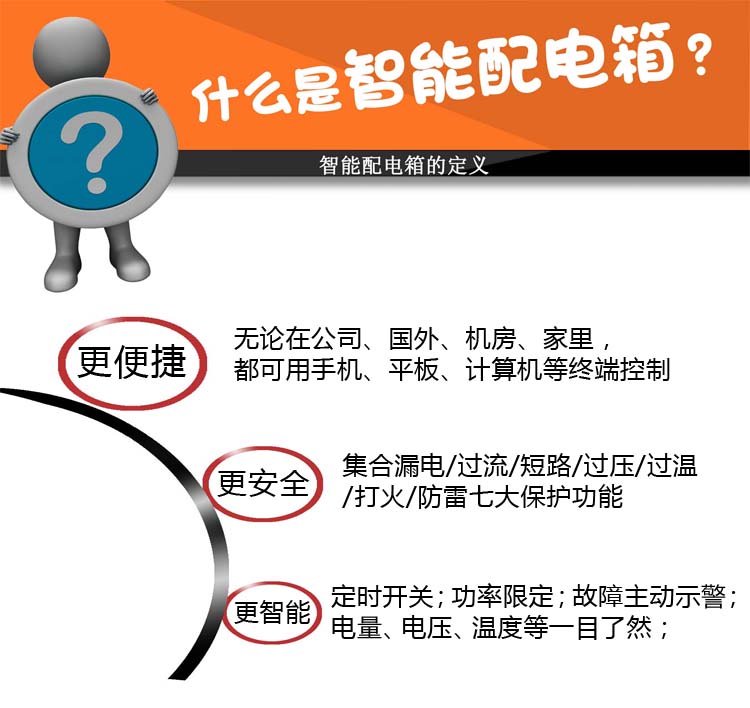 什么是智能配电箱？
智能配电箱的定义
更便捷
无论在公司、国外、机房、家里，
都可用手机、平板、计算机等终端控制
更安全
集合漏电/过流/短路/过压/过温
/打火/防雷七大保护功能
更智能
定时开关；功率限定；故障主动示警；
电量、电压、温度等一目了然；